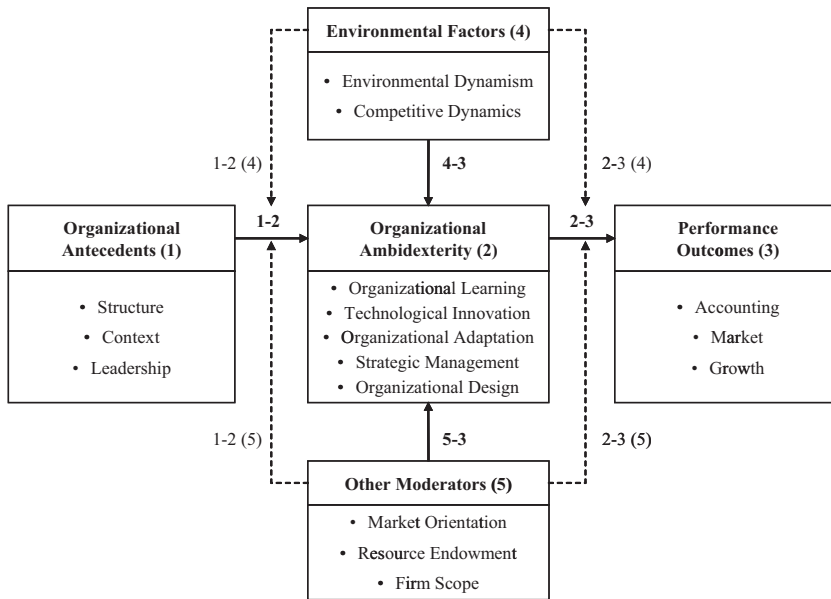 Environmental Factors (4)
• Environmental Dynamism
• Competitive Dynamics
1-2 (4)
4-3
2-3 (4)
Organizational
Antecedents (1)
• Structure
• Context
• Leadership
1-2
Organizational
Ambidexterity (2)
• Organizational Learning
• Technological Innovation
• Organizational Adaptation
• Strategic Management
• Organizational Design
2-3
Performance
Outcomes (3)
• Accounting
• Market
• Growth
1-2 (5)
5-3
2-3 (5)
Other Moderators (5)
• Market Orientation
• Resource Endowment
• Firm Scope